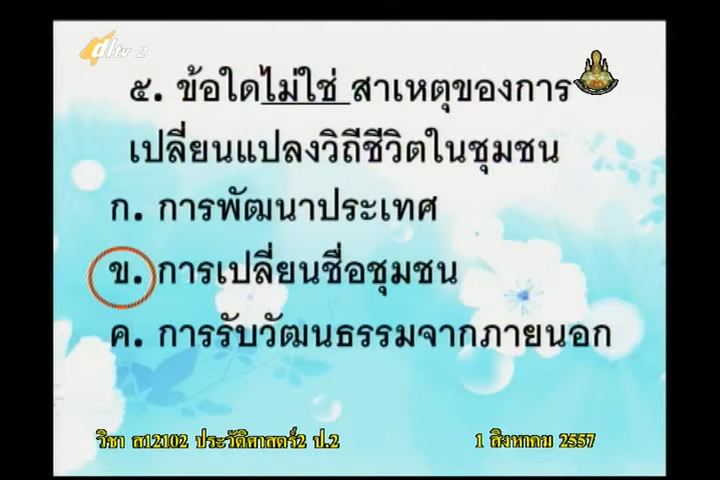 dltv 2
๕. ข้อใดไม่ใช่ สาเหตุของการ
เปลี่ยนแปลงวิถีชีวิตในชุมชน
ก. การพัฒนาประเทศ
ข. การเปลี่ยนชื่อชุมชน
ค. การรับวัฒนธรรมจากภายนอก
วิชา ส12102 ประวัติศาสตร์2 ป.2
1 สิงหาคม 2557